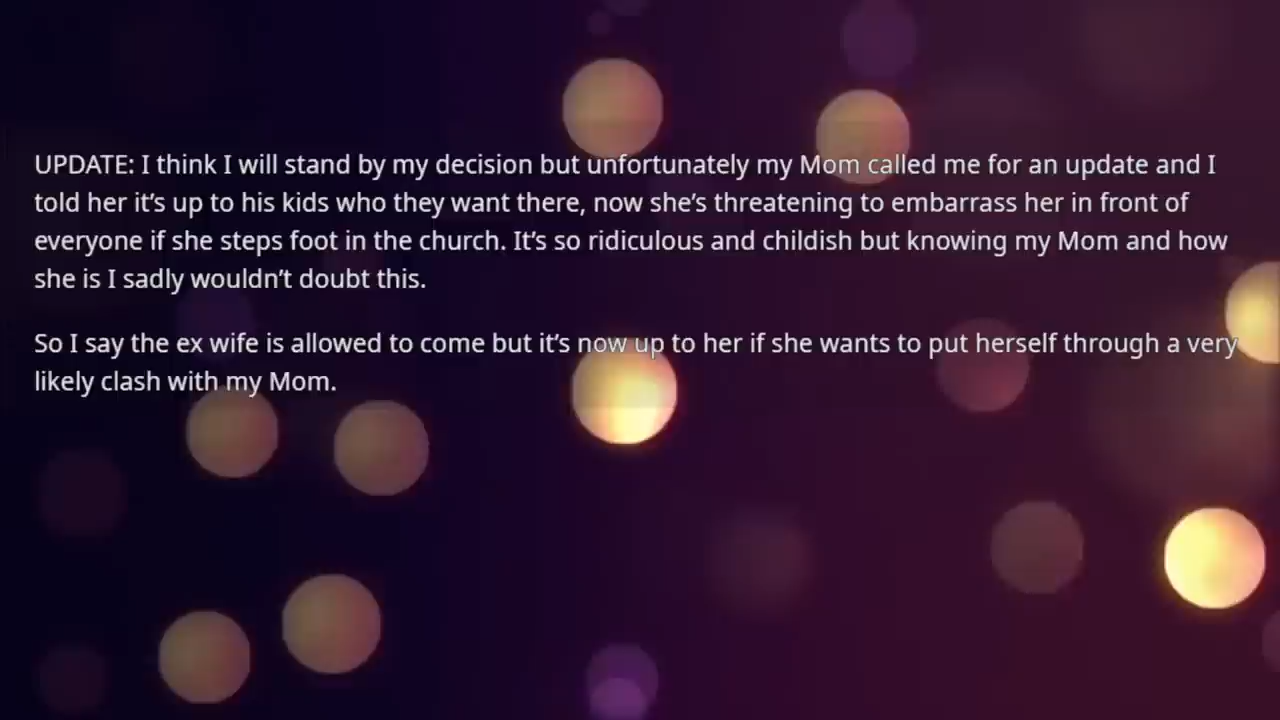 UPDATE: I think I will stand by my decision but unfortunately my Mom called me for an update and I
told her it’s up to his kids who they want there, now she’s threatening to embarrass her in front of
everyone if she steps foot in the church. It’s so ridiculous and childish but knowing my Mom and how
she is I sadly wouldn’t doubt this.
So I say the ex wife is allowed to come but it’s now up to her if she wants to put herself through a very
likely clash with my Mom.